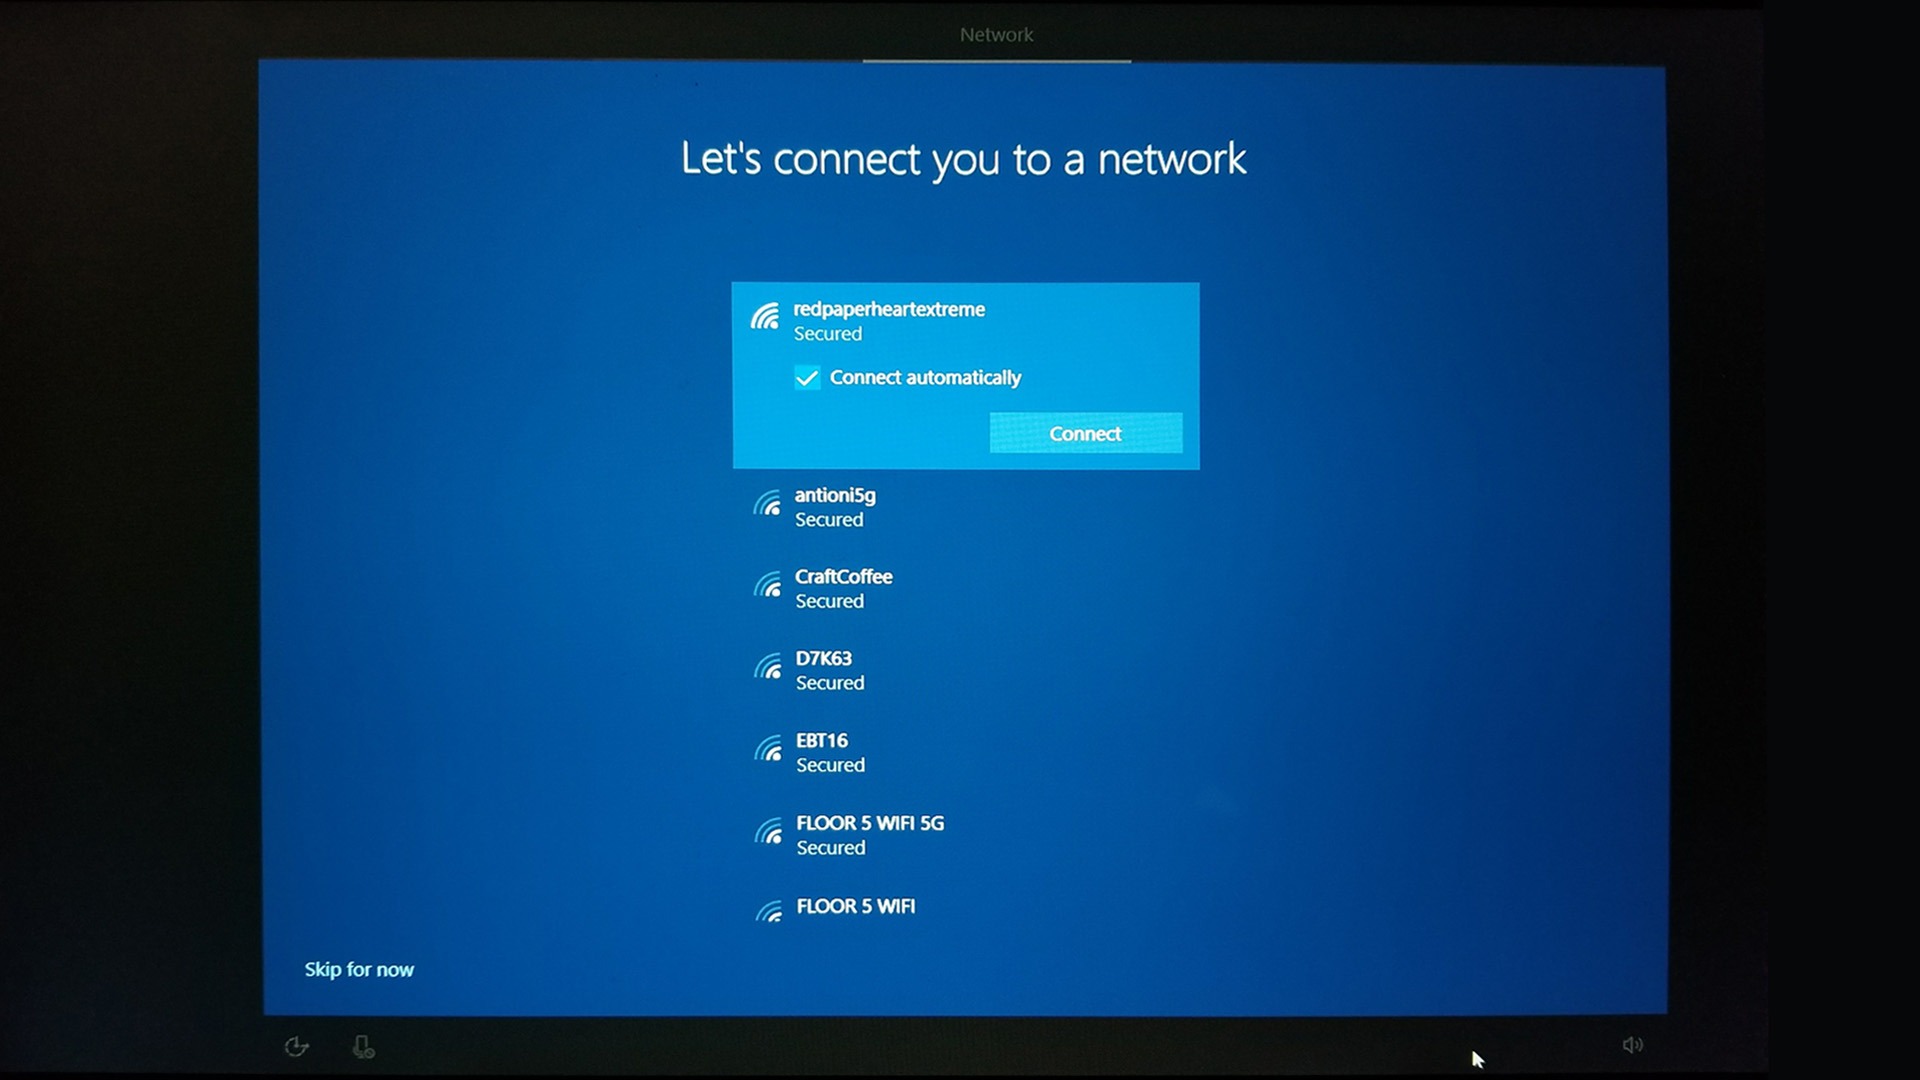 Network
Let's connect you to a network
redpaperheartextreme
Secured
Connect automatically
Connect
antioni5g
Secured
CraftCoffee
Secured
D7K63
Secured
EBT16
Secured
FLOOR 5 WIFI 5G
Secured
FLOOR 5 WIFI
Skip for now